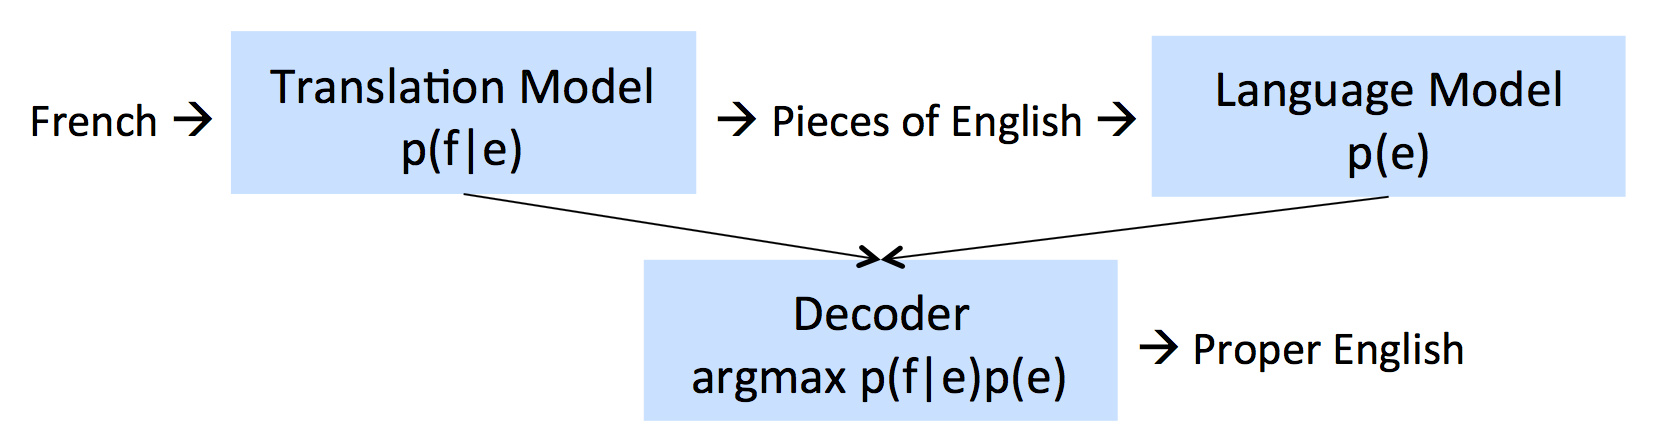 French → Translation Model → Pieces of English → Language Model
p(f|e)
p(e)
Decoder
argmax p(f|e)p(e)
→ Proper English